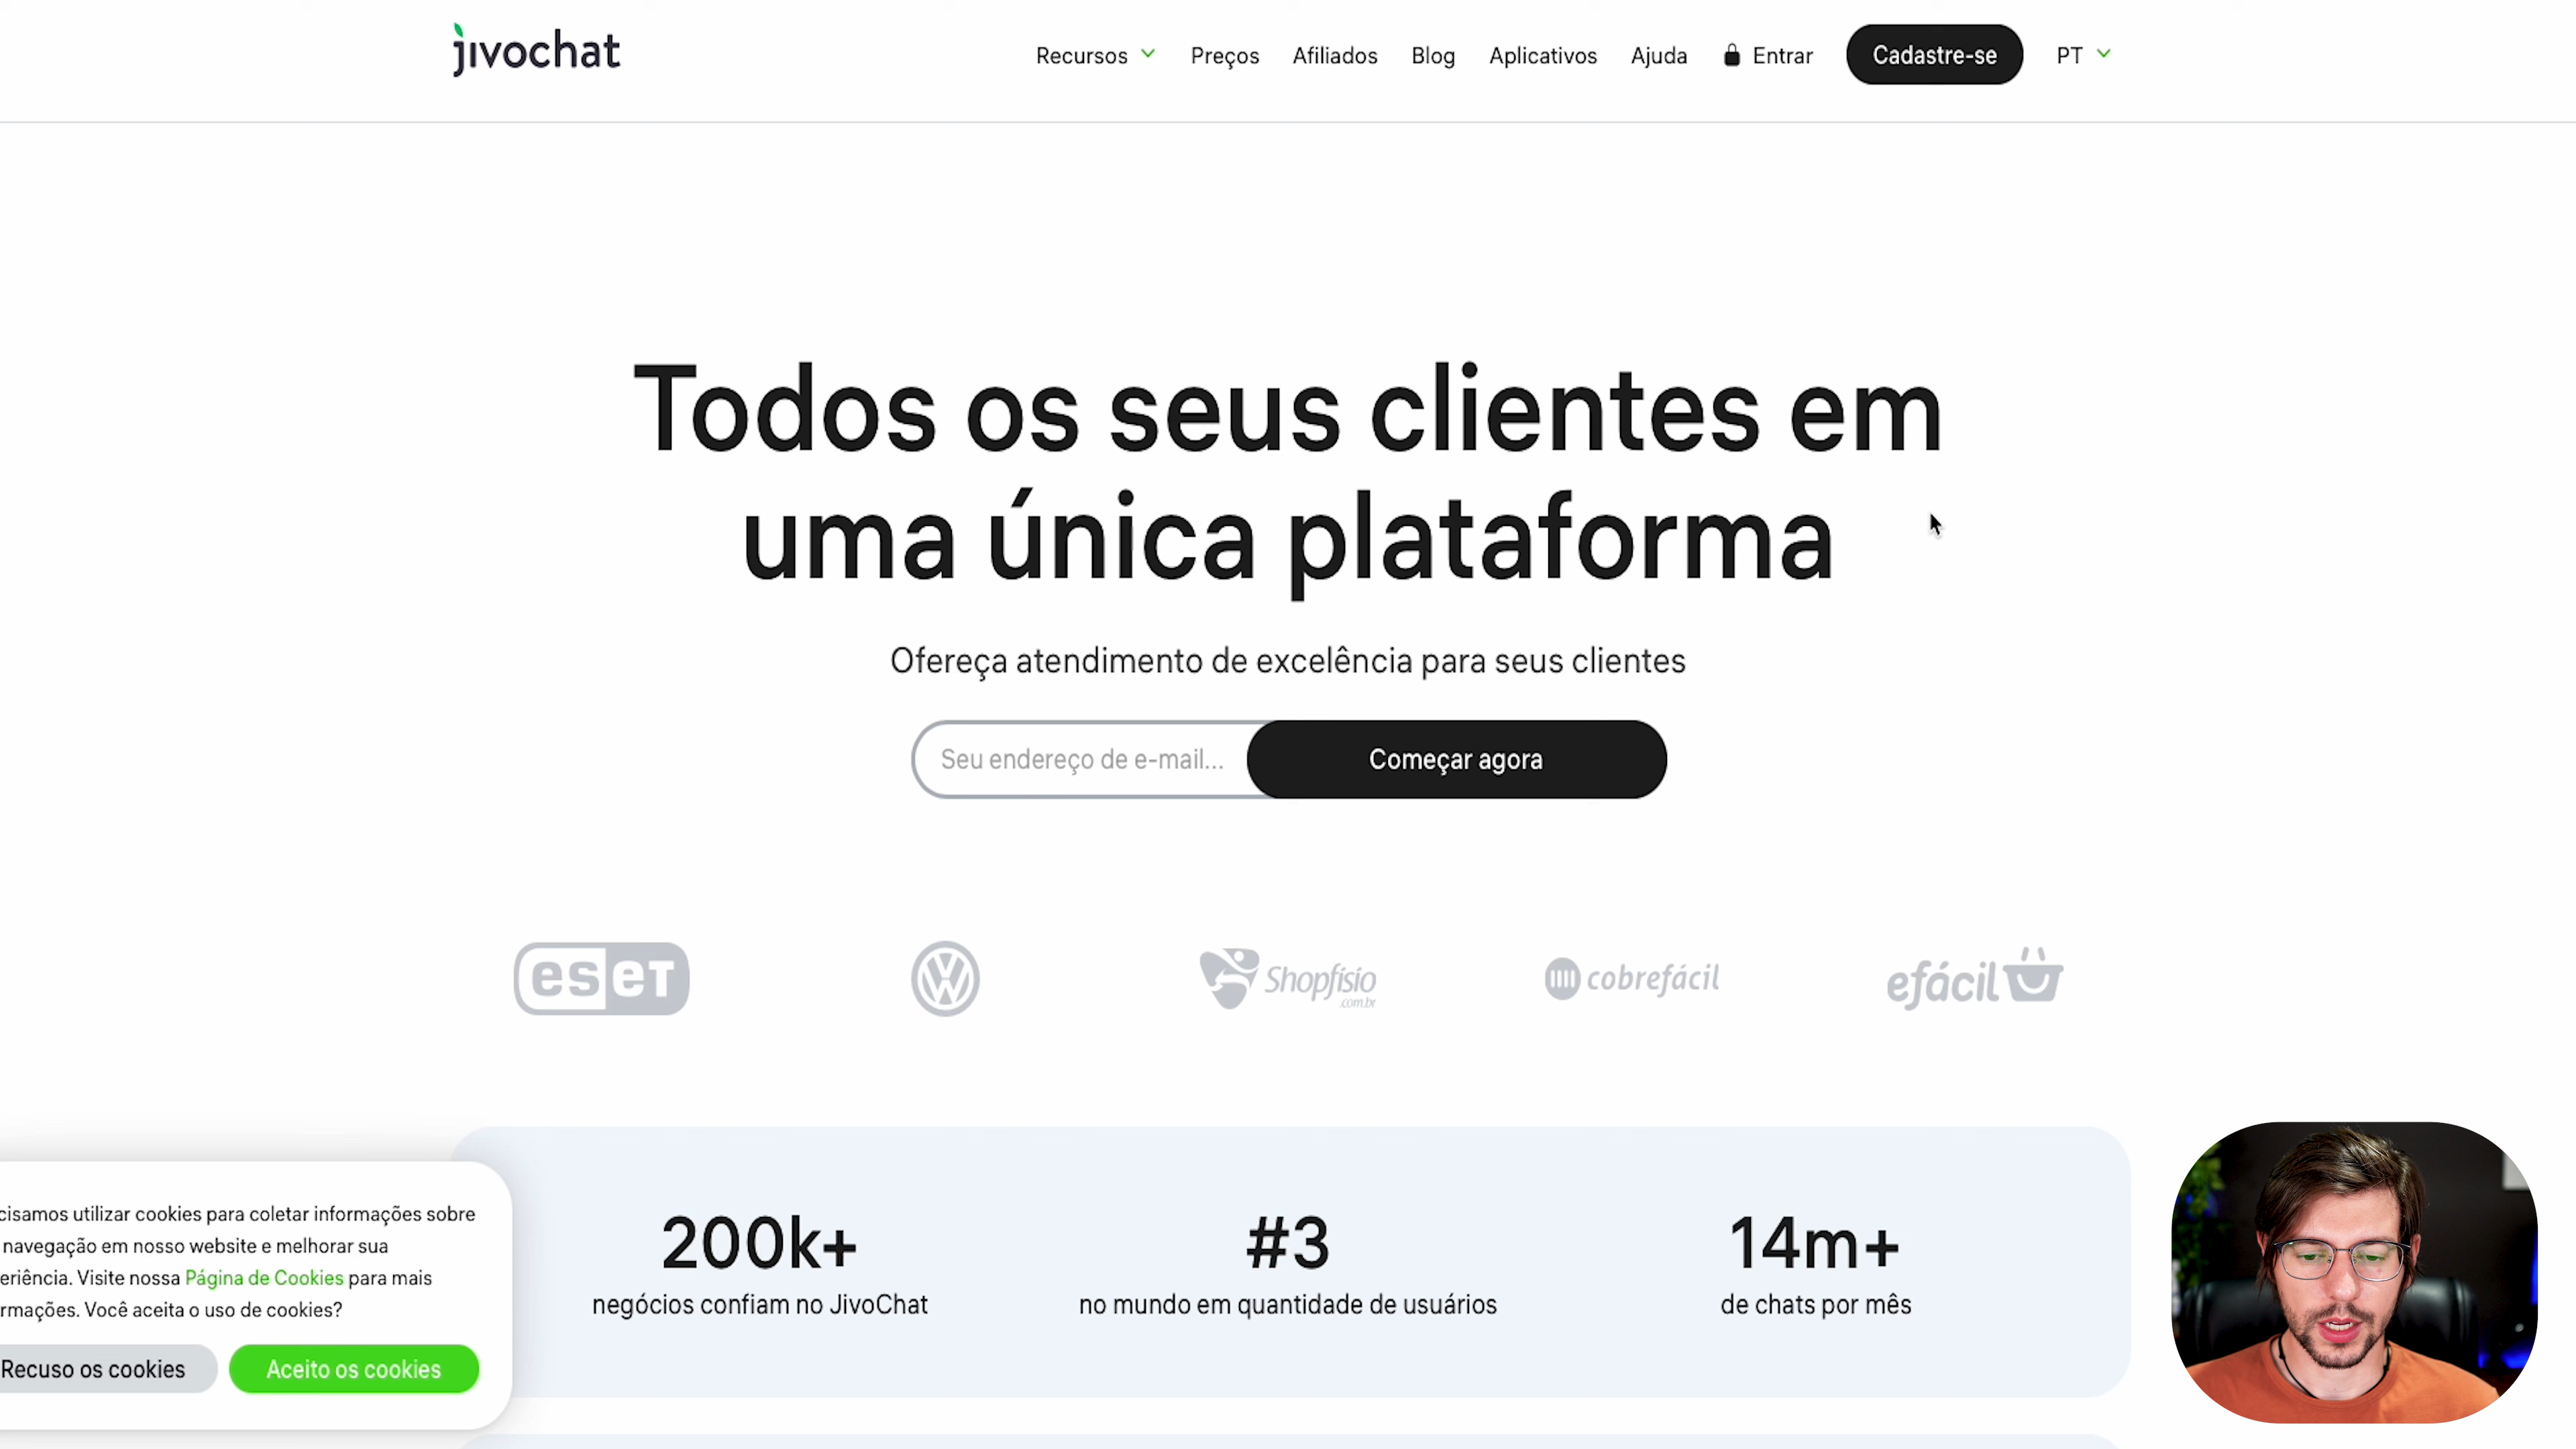 jivochat
Recursos Preços Afiliados Blog Aplicativos Ajuda Entrar Cadastre-se PT
Todos os seus clientes em
uma única plataforma
Ofereça atendimento de excelência para seus clientes
Seu endereço de e-mail... Começar agora
eseT VW Shopfísio .com.br cobrefácil efácil
200k+ #3 14m+
negócios confiam no JivoChat no mundo em quantidade de usuários de chats por mês
cisamos utilizar cookies para coletar informações sobre
navegação em nosso website e melhorar sua
eriência. Visite nossa Página de Cookies para mais
rmações. Você aceita o uso de cookies?
Recuso os cookies Aceito os cookies